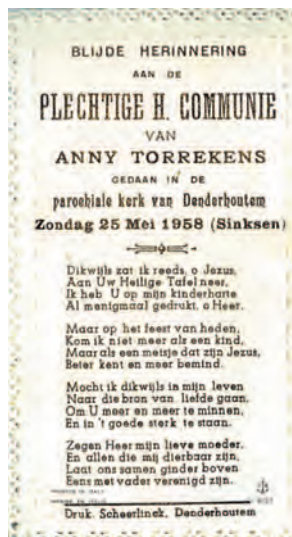 BLIJDE HERINNERING
AAN DE
PLECHTIGE H. COMMUNIE
VAN
ANNY TORREKENS
GEDAAN IN DE
parochiale kerk van Denderhoutem
Zondag 25 Mei 1958 (Sinksen)
Dikwijls zat ik reeds, o Jezus,
Aan Uw Heilige Tafel neer,
Ik heb U op mijn kinderharte
Al menigmaal gedrukt, o Heer.
Maar op het feest van heden,
Kom ik niet meer als een kind,
Maar als een meisje dat zijn Jezus,
Beter kent en meer bemind.
Mocht ik dikwijls in mijn leven
Naar die bron van liefde gaan,
Om U meer en meer te minnen,
En in 't goede sterk te staan.
Zegen Heer mijn lieve moeder,
En allen die mij dierbaar zijn,
Laat ons samen ginder boven
Eens met vader verenigd zijn.
Druk. Scheerlinck, Denderhoutem